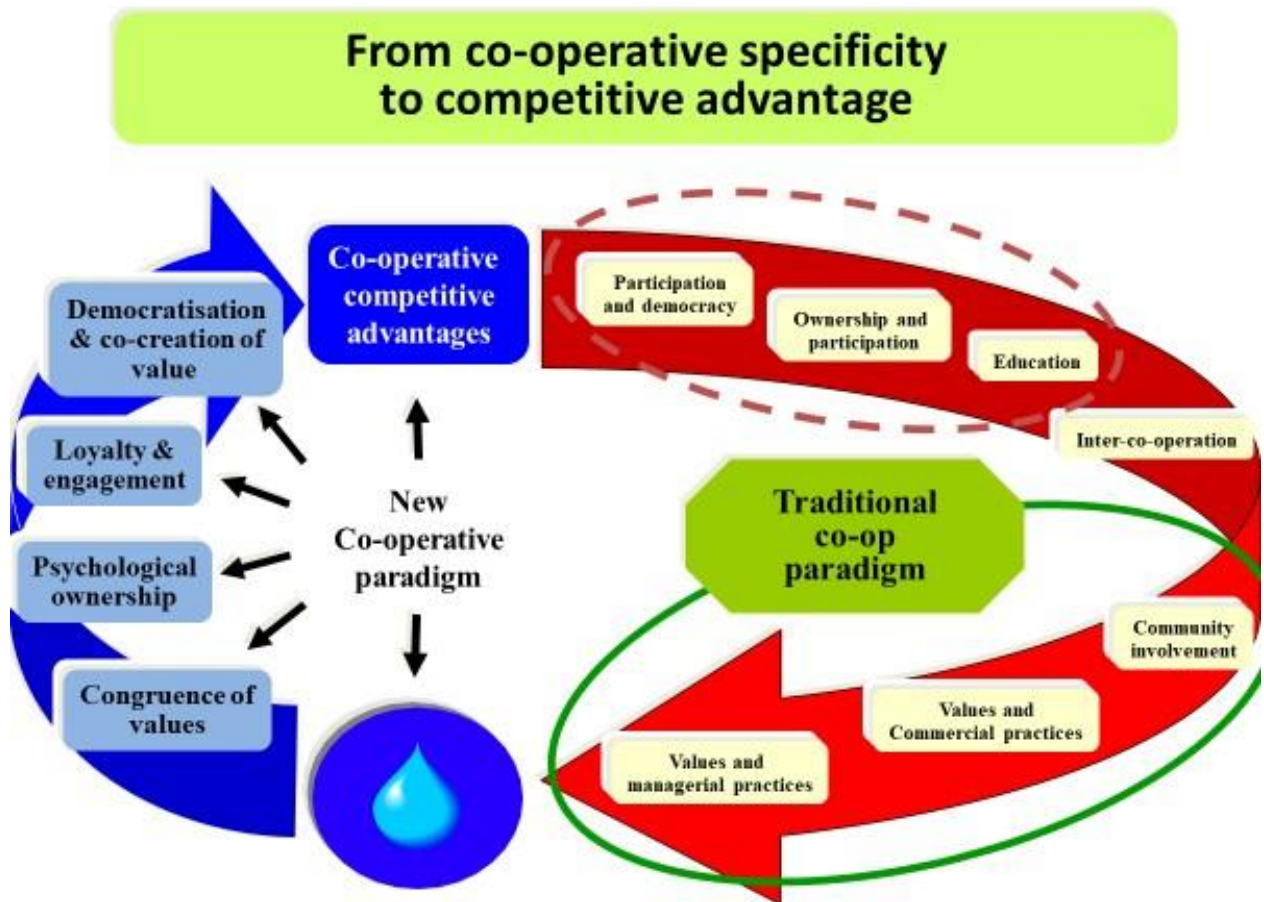 From co-operative specificity
to competitive advantage
Co-operative
competitive
advantages
Participation
and democracy
Ownership and
participation
Education
Inter-co-operation
Community
involvement
Values and
Commercial practices
Values and
managerial practices
Traditional
co-op
paradigm
New
Co-operative
paradigm
Democratisation
& co-creation of
value
Loyalty &
engagement
Psychological
ownership
Congruence of
values